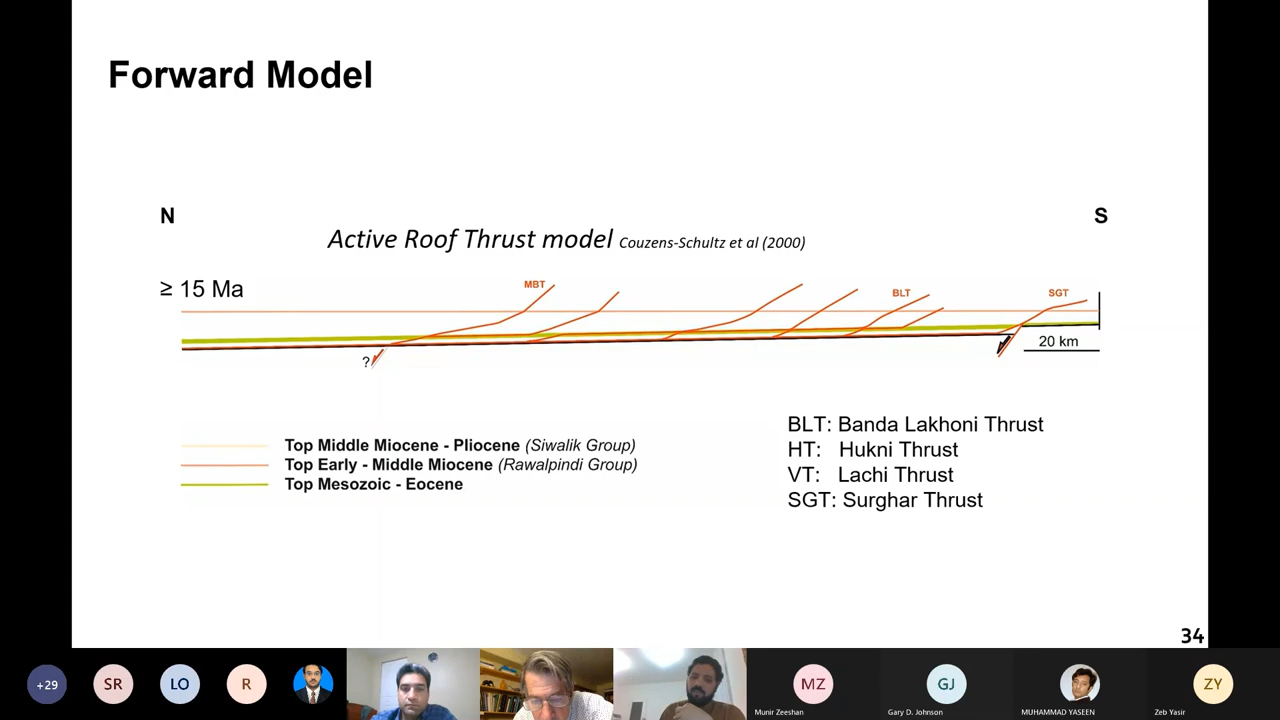 Forward Model
N
S
Active Roof Thrust model Couzens-Schultz et al (2000)
≥ 15 Ma
MBT
BLT
SGT
?
20 km
Top Middle Miocene - Pliocene (Siwalik Group)
Top Early - Middle Miocene (Rawalpindi Group)
Top Mesozoic - Eocene
BLT: Banda Lakhoni Thrust
HT: Hukni Thrust
VT: Lachi Thrust
SGT: Surghar Thrust
34
+29
SR
LO
R
MZ
GJ
ZY
Munir Zeeshan
Gary D. Johnson
MUHAMMAD YASEEN
Zeb Yasir